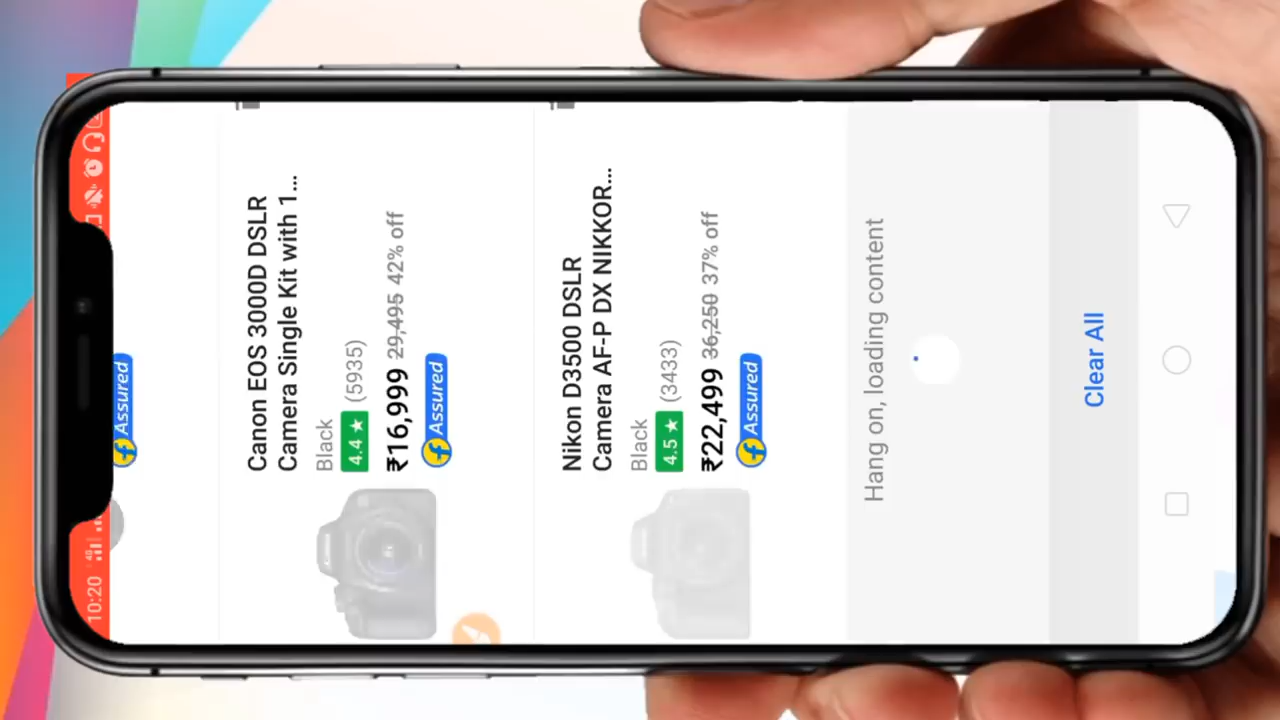 10:20
4G
Assured
Canon EOS 3000D DSLR
Camera Single Kit with 1...
Black
4.4 ★ (5935)
₹16,999 29,495 42% off
Assured
Nikon D3500 DSLR
Camera AF-P DX NIKKOR...
Black
4.5 ★ (3433)
₹22,499 36,250 37% off
Assured
Hang on, loading content
Clear All